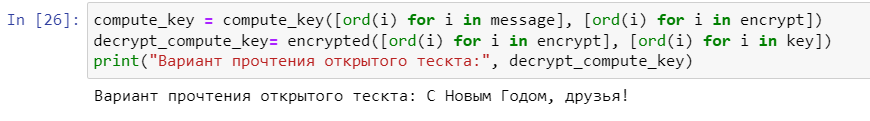 In [26]: compute_key = compute_key([ord(i) for i in message], [ord(i) for i in encrypt])
decrypt_compute_key= encrypted([ord(i) for i in encrypt], [ord(i) for i in key])
print("Вариант прочтения открытого тескта:", decrypt_compute_key)
Вариант прочтения открытого тескта: С Новым Годом, друзья!